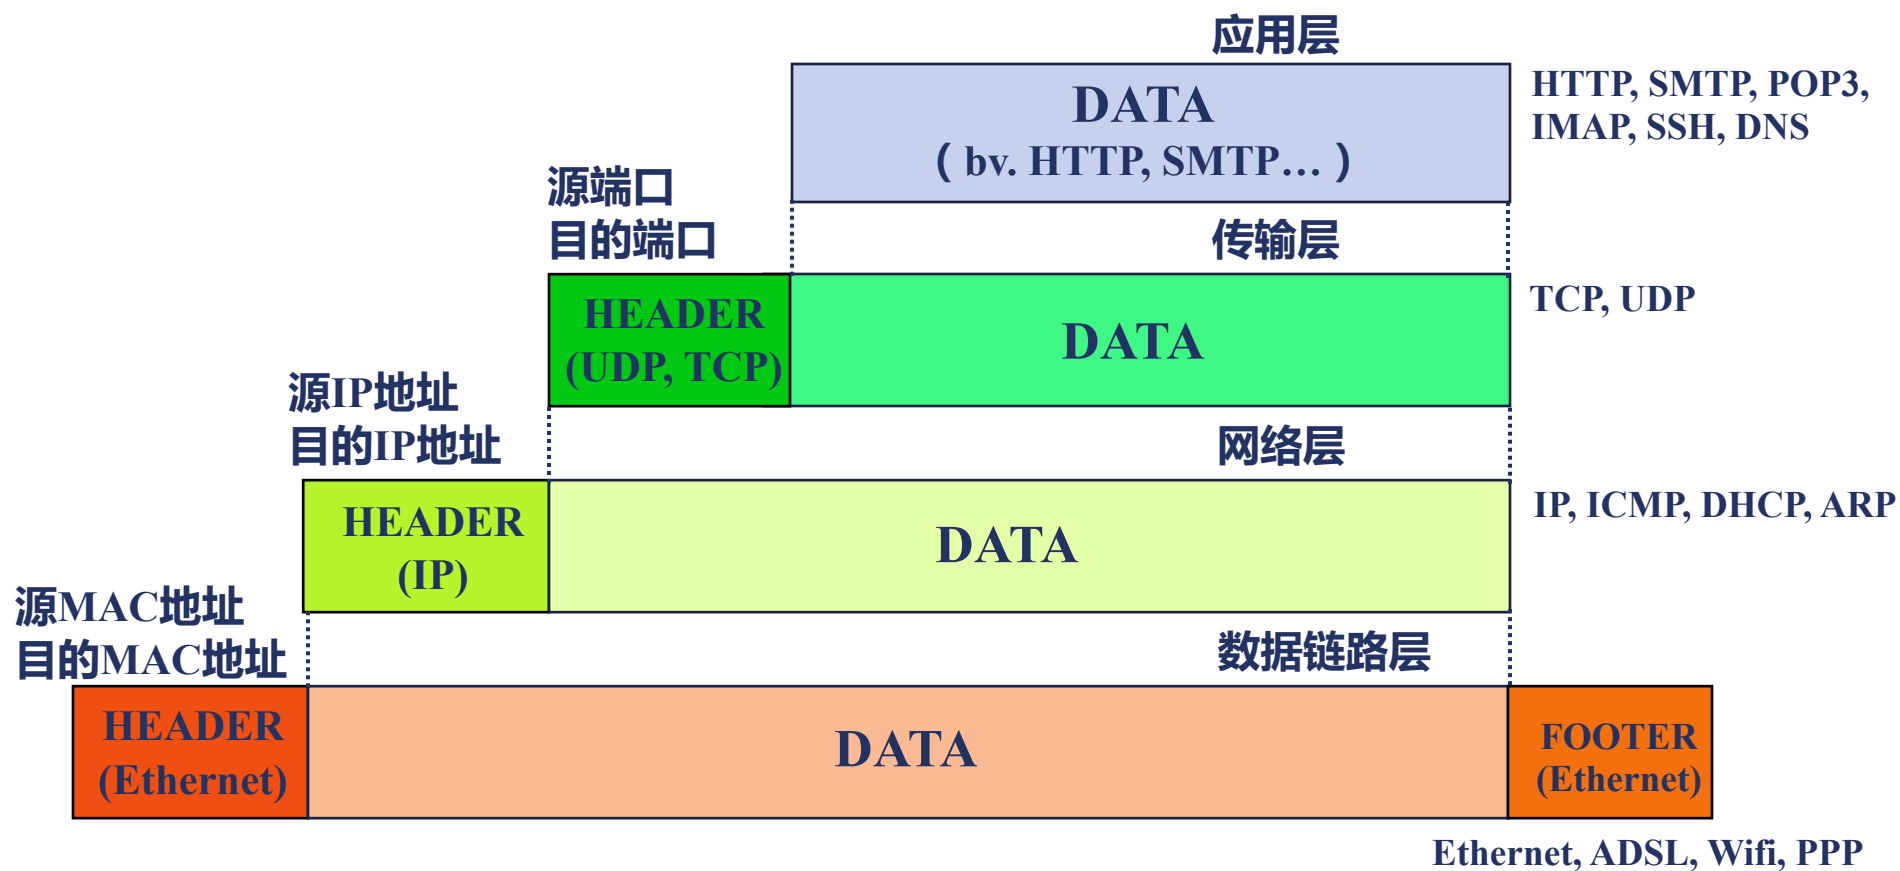 应用层
DATA
( bv. HTTP, SMTP… )
HTTP, SMTP, POP3,
IMAP, SSH, DNS
源端口
目的端口
传输层
HEADER
(UDP, TCP)
DATA
TCP, UDP
源IP地址
目的IP地址
网络层
HEADER
(IP)
DATA
IP, ICMP, DHCP, ARP
源MAC地址
目的MAC地址
数据链路层
HEADER
(Ethernet)
DATA
FOOTER
(Ethernet)
Ethernet, ADSL, Wifi, PPP